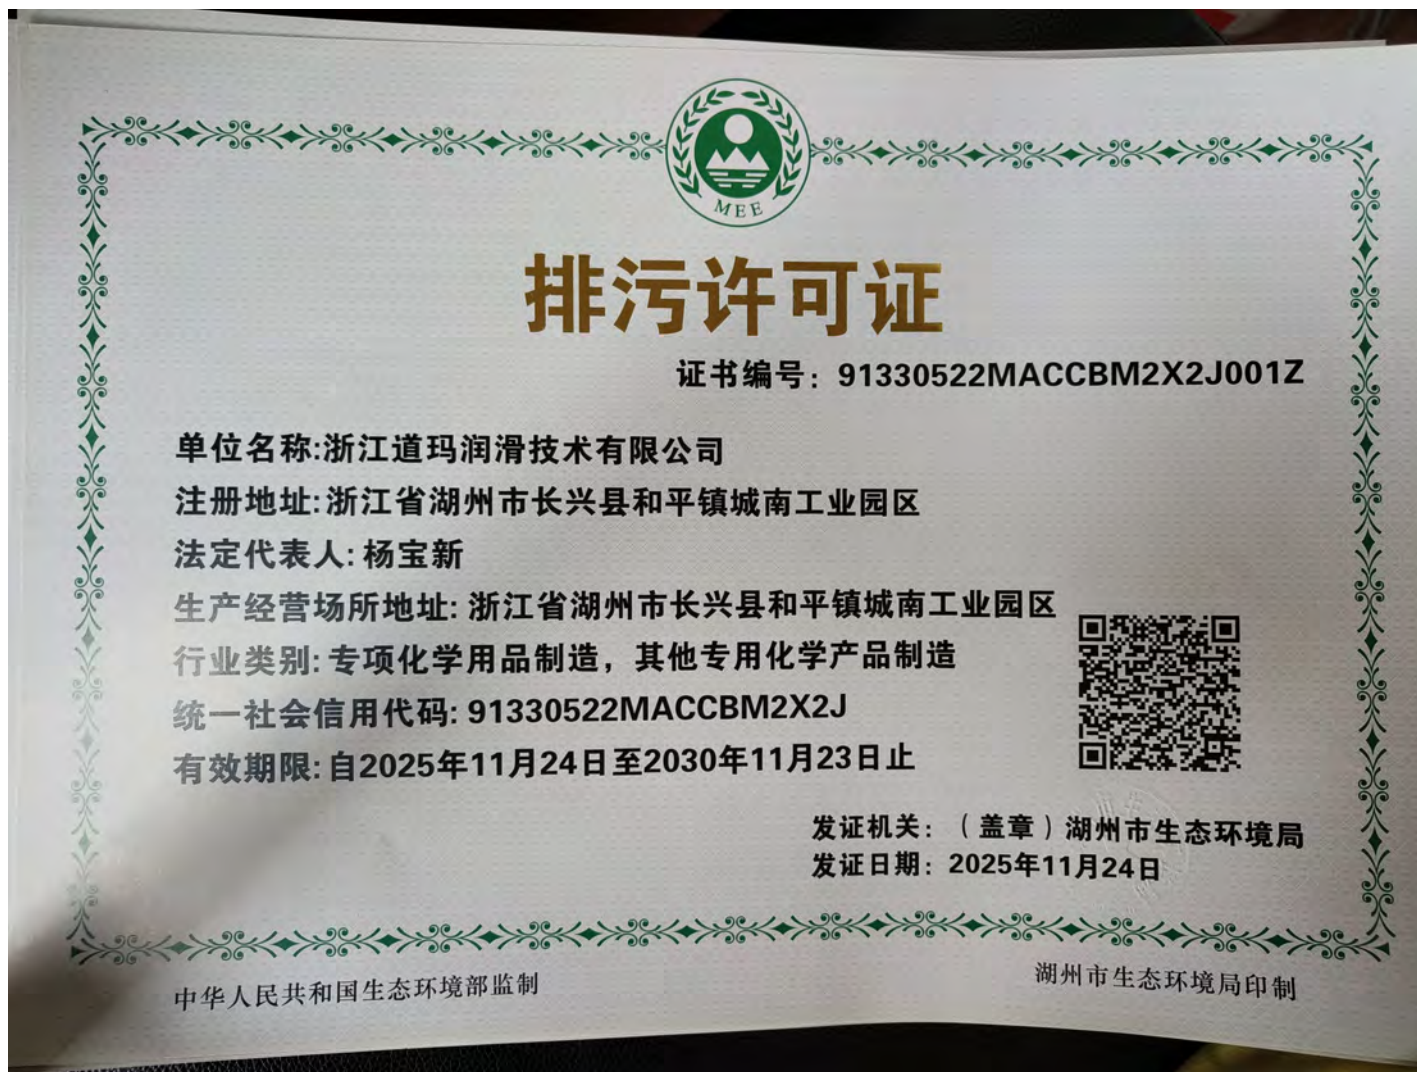 MEE
排污许可证
证书编号：91330522MACCBM2X2J001Z
单位名称:浙江道玛润滑技术有限公司
注册地址:浙江省湖州市长兴县和平镇城南工业园区
法定代表人:杨宝新
生产经营场所地址:浙江省湖州市长兴县和平镇城南工业园区
行业类别:专项化学用品制造，其他专用化学产品制造
统一社会信用代码:91330522MACCBM2X2J
有效期限:自2025年11月24日至2030年11月23日止
发证机关：（盖章）湖州市生态环境局
发证日期：2025年11月24日
中华人民共和国生态环境部监制
湖州市生态环境局印制